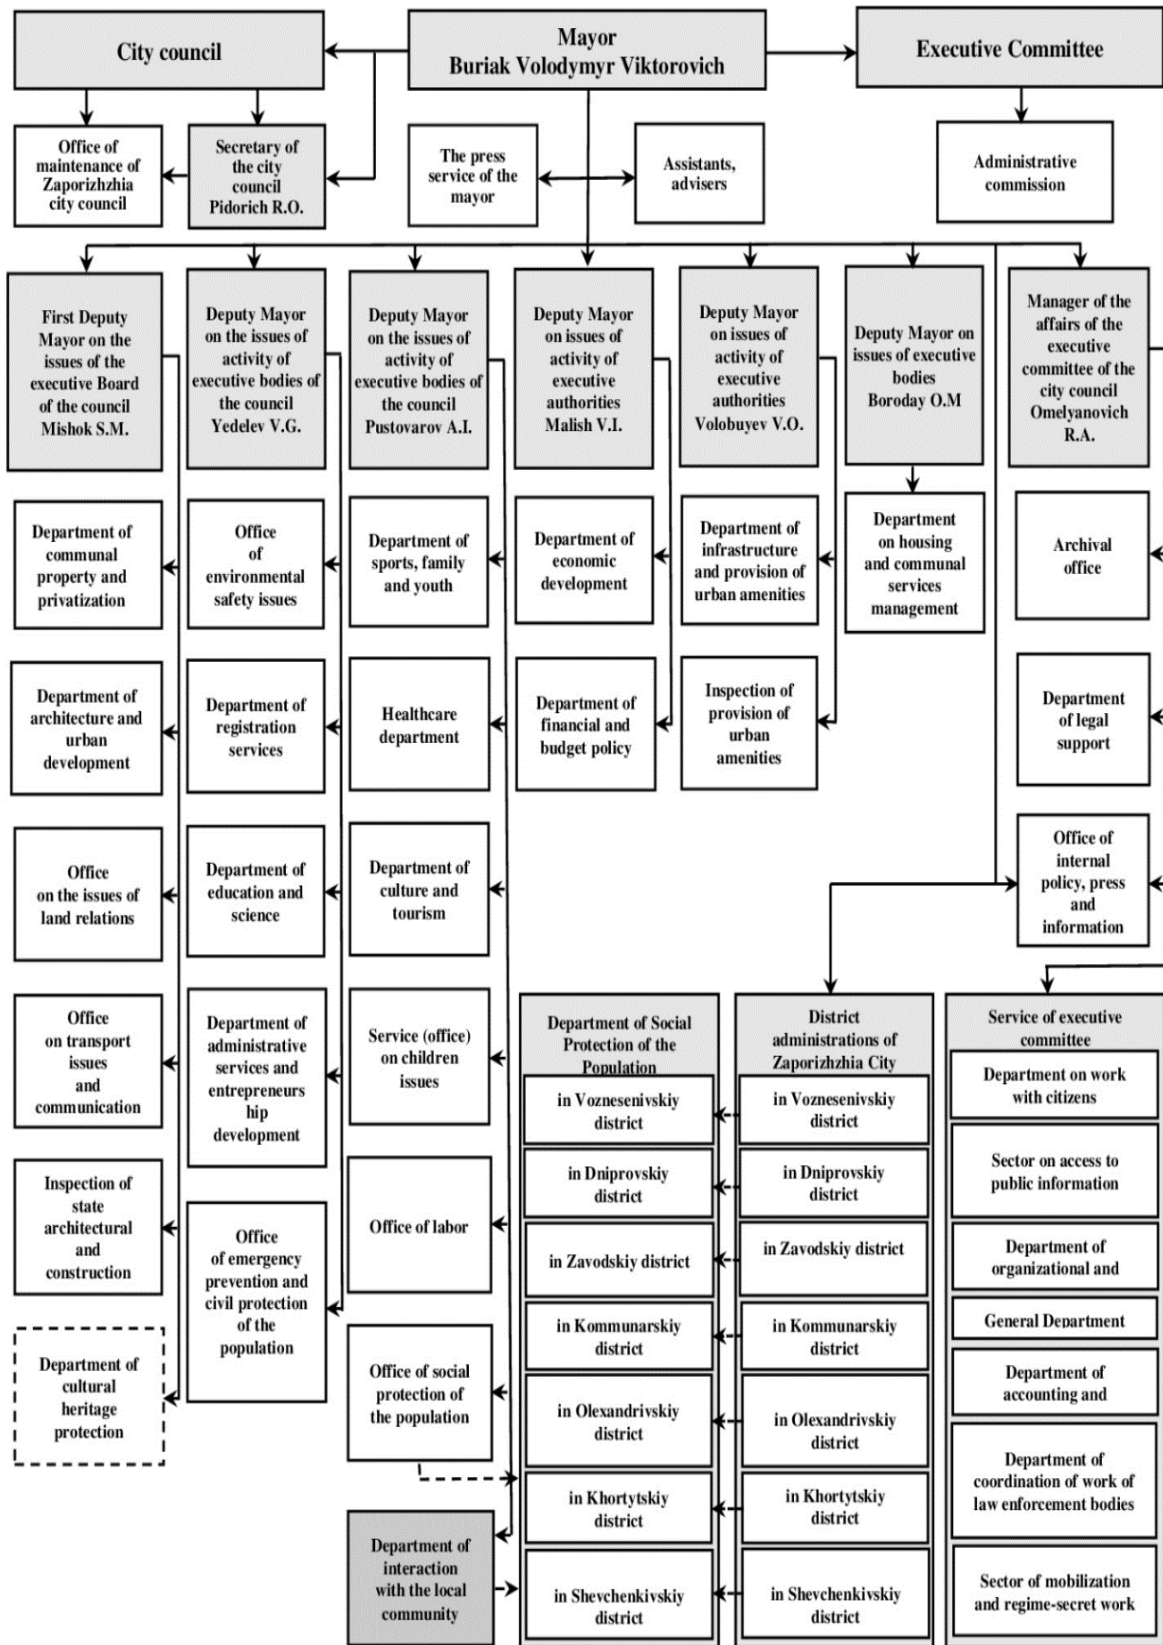 City council
Mayor
Buriak Volodymyr Viktorovich
Executive Committee
Office of
maintenance of
Zaporizhzhia
city council
Secretary of
the city
council
Pidorich R.O.
The press
service of the
mayor
Assistants,
advisers
Administrative
commission
First Deputy
Mayor on the
issues of the
executive Board
of the council
Mishok S.M.
Deputy Mayor
on the issues of
activity of
executive bodies of
the council
Yedelev V.G.
Deputy Mayor
on the issues of
activity of
executive bodies of
the council
Pustovarov A.I.
Deputy Mayor
on issues of
activity of
executive
authorities
Malish V.I.
Deputy Mayor
on issues of
activity of
executive
authorities
Volobuyev V.O.
Deputy Mayor on
issues of executive
bodies
Boroday O.M
Manager of the
affairs of the
executive
committee of the
city council
Omelyanovich
R.A.
Department of
communal
property and
privatization
Office
of
environmental
safety issues
Department of
sports, family
and youth
Department of
economic
development
Department of
infrastructure
and provision of
urban amenities
Department
on housing
and communal
services
management
Archival
office
Department of
architecture and
urban
development
Department of
registration
services
Healthcare
department
Department of
financial and
budget policy
Inspection of
provision of
urban
amenities
Department
of legal
support
Office
on the issues of
land relations
Department of
education and
science
Department of
culture and
tourism
Office of
internal
policy, press
and
information
Office
on transport
issues
and
communication
Department of
administrative
services and
entrepreneurs
hip
development
Service (office)
on children
issues
Inspection of
state
architectural
and
construction
Office
of emergency
prevention and
civil protection
of the
population
Office of labor
Department of
cultural
heritage
protection
Office of social
protection of
the population
Department of
interaction
with the local
community
Department of Social
Protection of the
Population
in Voznesenivskiy
district
in Dniprovskiy
district
in Zavodskiy district
in Kommunarskiy
district
in Olexandrivskiy
district
in Khortytskiy
district
in Shevchenkivskiy
district
District
administrations of
Zaporizhzhia City
in Voznesenivskiy
district
in Dniprovskiy
district
in Zavodskiy district
in Kommunarskiy
district
in Olexandrivskiy
district
in Khortytskiy
district
in Shevchenkivskiy
district
Service of executive
committee
Department on work
with citizens
Sector on access to
public information
Department of
organizational and
General Department
Department of
accounting and
Department of
coordination of work of
law enforcement bodies
Sector of mobilization
and regime-secret work